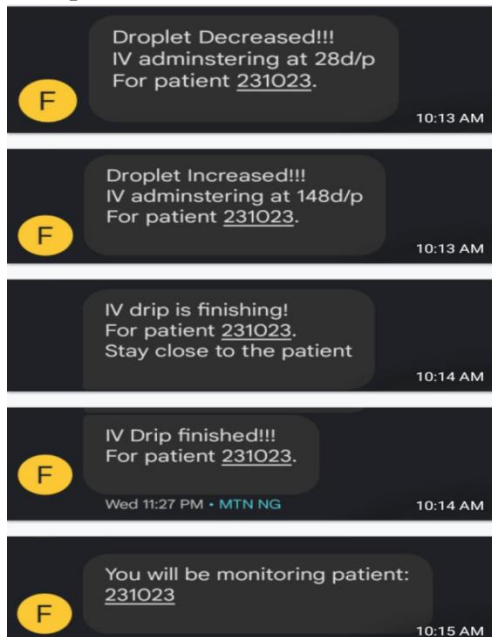 Droplet Decreased!!!
IV adminstering at 28d/p
For patient 231023.
F
10:13 AM
Droplet Increased!!!
IV adminstering at 148d/p
For patient 231023.
F
10:13 AM
IV drip is finishing!
For patient 231023.
Stay close to the patient
10:14 AM
IV Drip finished!!!
For patient 231023.
F
Wed 11:27 PM • MTN NG
10:14 AM
You will be monitoring patient:
231023
F
10:15 AM